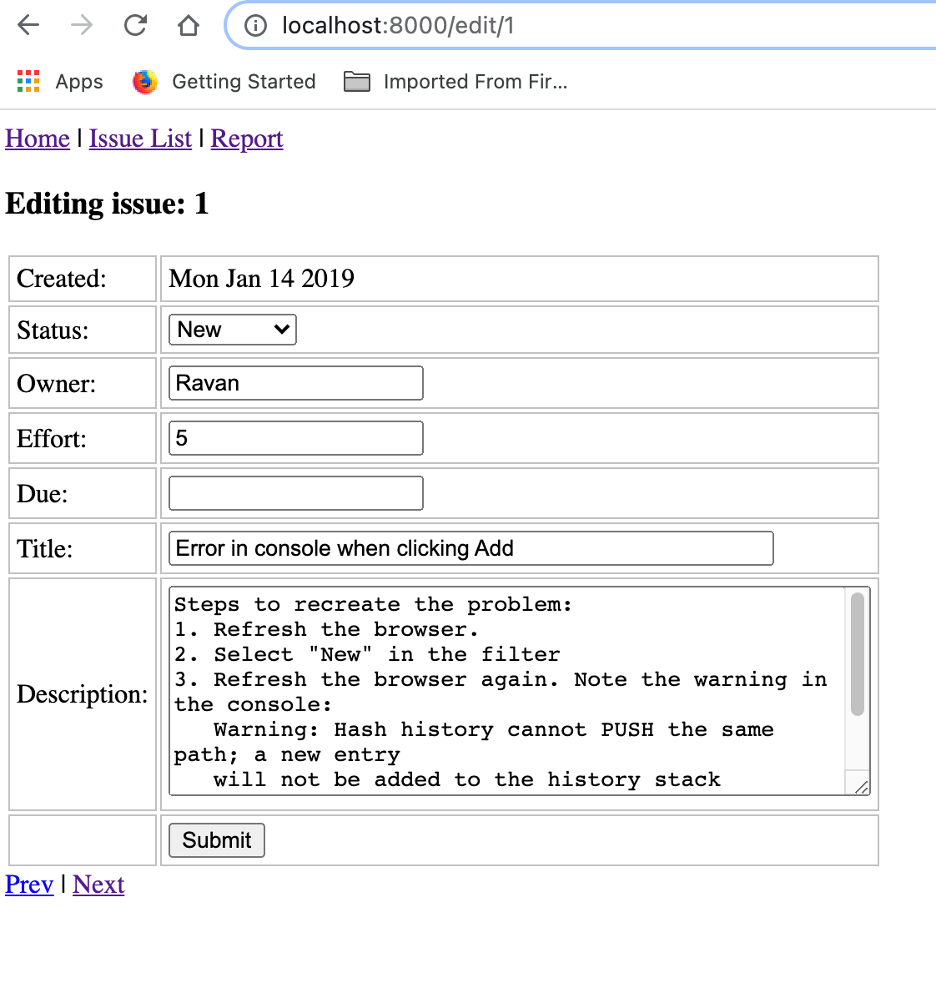 localhost:8000/edit/1
Apps Getting Started Imported From Fir...
Home | Issue List | Report
Editing issue: 1
Created: Mon Jan 14 2019
Status: New
Owner: Ravan
Effort: 5
Due:
Title: Error in console when clicking Add
Description:
Steps to recreate the problem:
1. Refresh the browser.
2. Select "New" in the filter
3. Refresh the browser again. Note the warning in
the console:
   Warning: Hash history cannot PUSH the same
path; a new entry
   will not be added to the history stack
Submit
Prev | Next